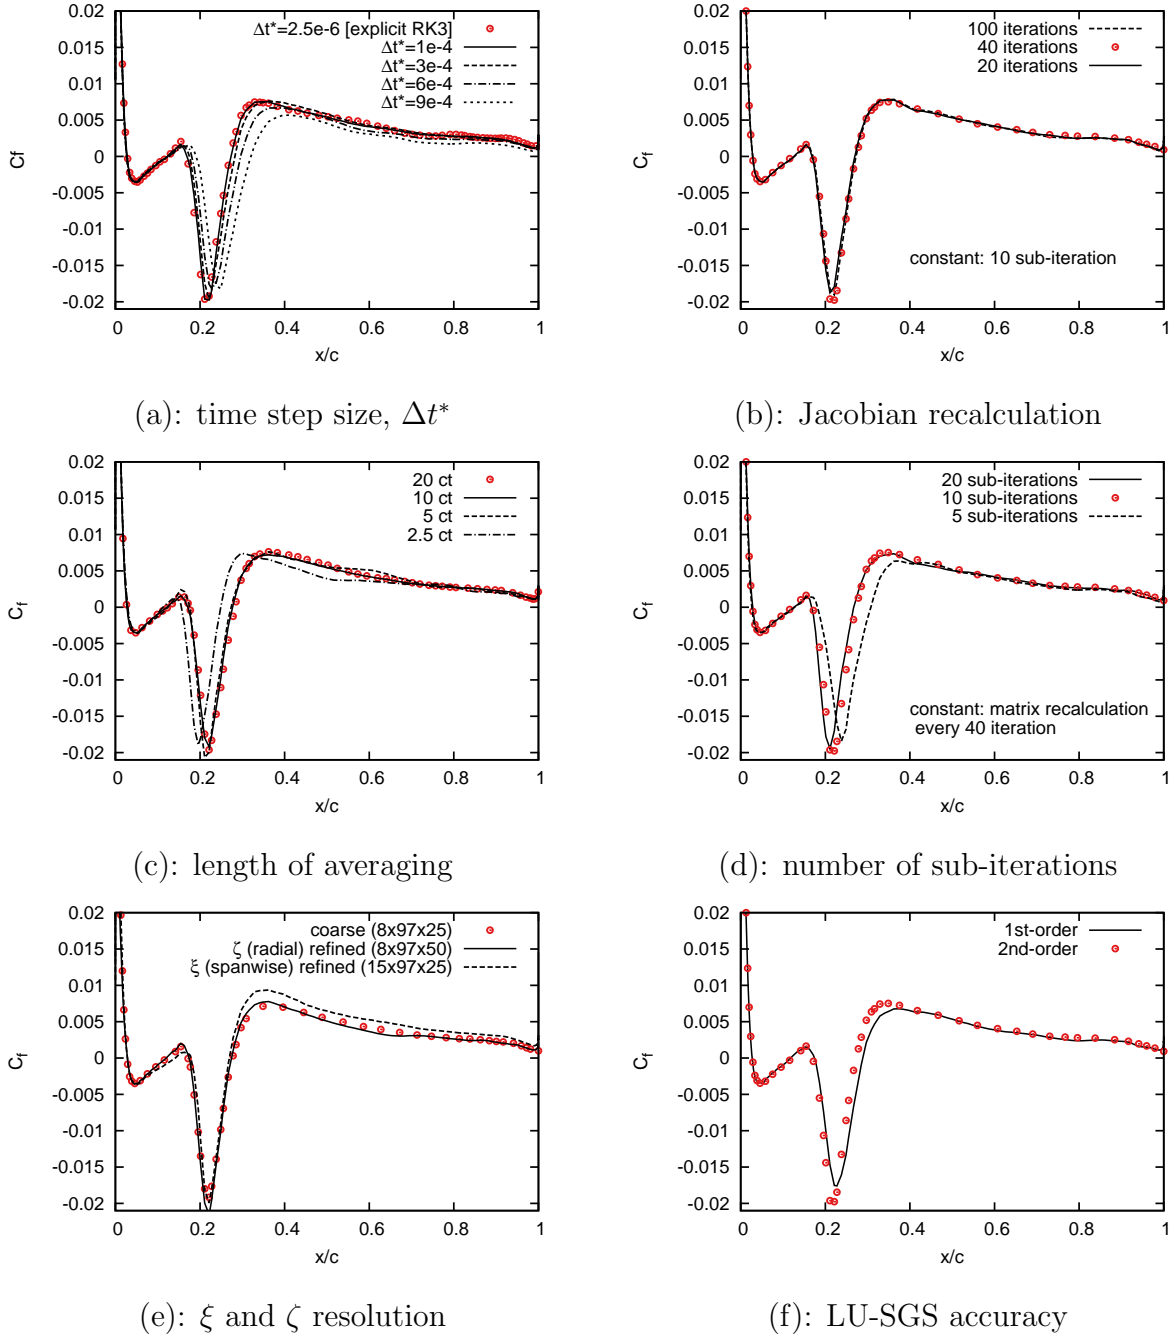 Δt*=2.5e-6 [explicit RK3]
Δt*=1e-4
Δt*=3e-4
Δt*=6e-4
Δt*=9e-4
0.02
0.015
0.01
0.005
0
-0.005
-0.01
-0.015
-0.02
Cf
0 0.2 0.4 0.6 0.8 1
x/c
(a): time step size, Δt*
100 iterations
40 iterations
20 iterations
0.02
0.015
0.01
0.005
0
-0.005
-0.01
-0.015
-0.02
Cf
constant: 10 sub-iteration
0 0.2 0.4 0.6 0.8 1
x/c
(b): Jacobian recalculation
20 ct
10 ct
5 ct
2.5 ct
0.02
0.015
0.01
0.005
0
-0.005
-0.01
-0.015
-0.02
Cf
0 0.2 0.4 0.6 0.8 1
x/c
(c): length of averaging
20 sub-iterations
10 sub-iterations
5 sub-iterations
0.02
0.015
0.01
0.005
0
-0.005
-0.01
-0.015
-0.02
Cf
constant: matrix recalculation
every 40 iteration
0 0.2 0.4 0.6 0.8 1
x/c
(d): number of sub-iterations
coarse (8x97x25)
ζ (radial) refined (8x97x50)
ξ (spanwise) refined (15x97x25)
0.02
0.015
0.01
0.005
0
-0.005
-0.01
-0.015
-0.02
Cf
0 0.2 0.4 0.6 0.8 1
x/c
(e): ξ and ζ resolution
1st-order
2nd-order
0.02
0.015
0.01
0.005
0
-0.005
-0.01
-0.015
-0.02
Cf
0 0.2 0.4 0.6 0.8 1
x/c
(f): LU-SGS accuracy